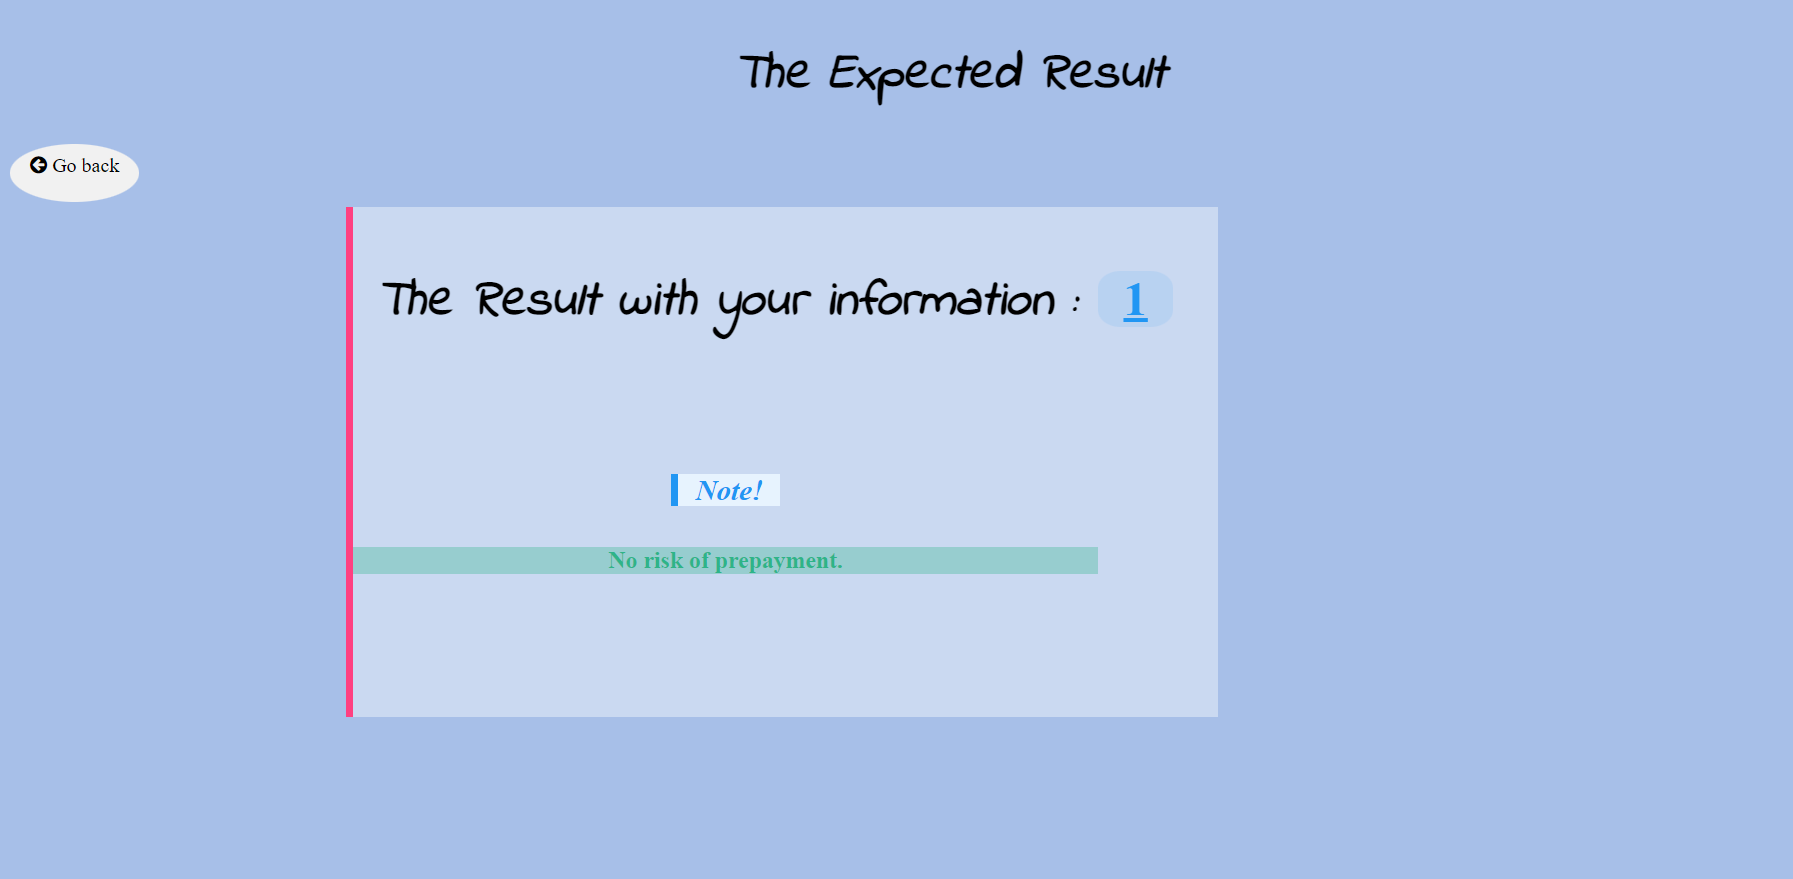 The Expected Result
Go back
The Result with your information : 1
Note!
No risk of prepayment.